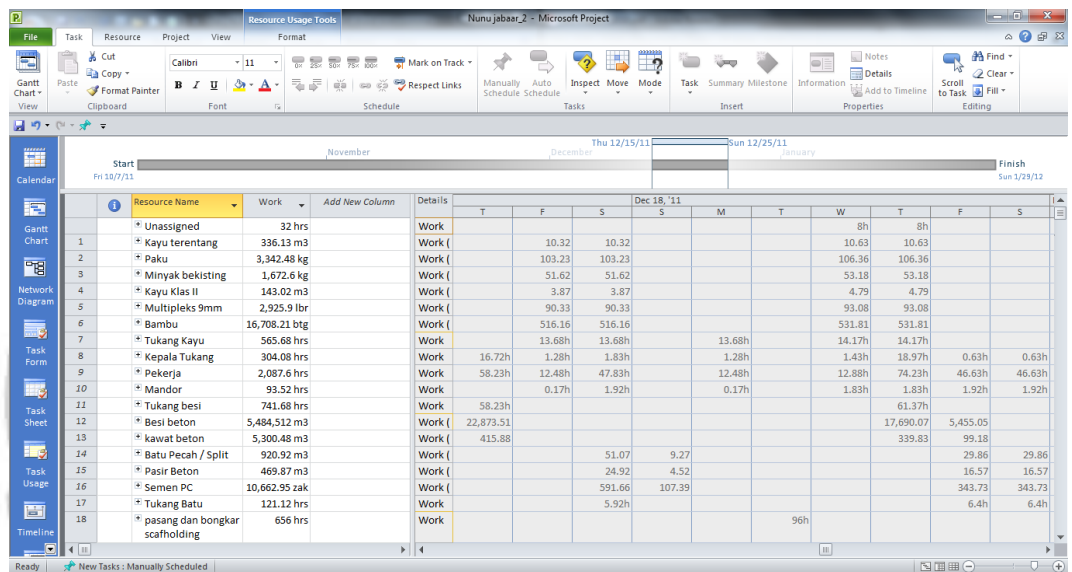 Resource Usage Tools
Nunu jabaar_2 - Microsoft Project
File Task Resource Project View Format
Cut
Copy
Format Painter
Paste
Gantt Chart
Calibri 11
B I U A
0× 25× 50× 75× 100×
Mark on Track
Respect Links
Manually Schedule
Auto Schedule
Inspect
Move
Mode
Task
Summary
Milestone
Information
Notes
Details
Add to Timeline
Scroll to Task
Find
Clear
Fill
View Clipboard Font Schedule Tasks Insert Properties Editing
Thu 12/15/11 Sun 12/25/11
November December January
Start Finish
Fri 10/7/11 Sun 1/29/12
Calendar
Gantt Chart
Network Diagram
Task Form
Task Sheet
Task Usage
Timeline
Resource Name Work Add New Column Details Dec 18, '11
T F S S M T W T F S
Unassigned 32 hrs Work 8h 8h
1 Kayu terentang 336.13 m3 Work ( 10.32 10.32 10.63 10.63
2 Paku 3,342.48 kg Work ( 103.23 103.23 106.36 106.36
3 Minyak bekisting 1,672.6 kg Work ( 51.62 51.62 53.18 53.18
4 Kayu Klas II 143.02 m3 Work ( 3.87 3.87 4.79 4.79
5 Multipleks 9mm 2,925.9 lbr Work ( 90.33 90.33 93.08 93.08
6 Bambu 16,708.21 btg Work ( 516.16 516.16 531.81 531.81
7 Tukang Kayu 565.68 hrs Work 13.68h 13.68h 13.68h 14.17h 14.17h
8 Kepala Tukang 304.08 hrs Work 16.72h 1.28h 1.83h 1.28h 1.43h 18.97h 0.63h 0.63h
9 Pekerja 2,087.6 hrs Work 58.23h 12.48h 47.83h 12.48h 12.88h 74.23h 46.63h 46.63h
10 Mandor 93.52 hrs Work 0.17h 1.92h 0.17h 1.83h 1.83h 1.92h 1.92h
11 Tukang besi 741.68 hrs Work 58.23h 61.37h
12 Besi beton 5,484,512 m3 Work ( 22,873.51 17,690.07 5,455.05
13 kawat beton 5,300.48 m3 Work ( 415.88 339.83 99.18
14 Batu Pecah / Split 920.92 m3 Work ( 51.07 9.27 29.86 29.86
15 Pasir Beton 469.87 m3 Work ( 24.92 4.52 16.57 16.57
16 Semen PC 10,662.95 zak Work ( 591.66 107.39 343.73 343.73
17 Tukang Batu 121.12 hrs Work 5.92h 6.4h 6.4h
18 pasang dan bongkar scafholding 656 hrs Work 96h
Ready New Tasks : Manually Scheduled